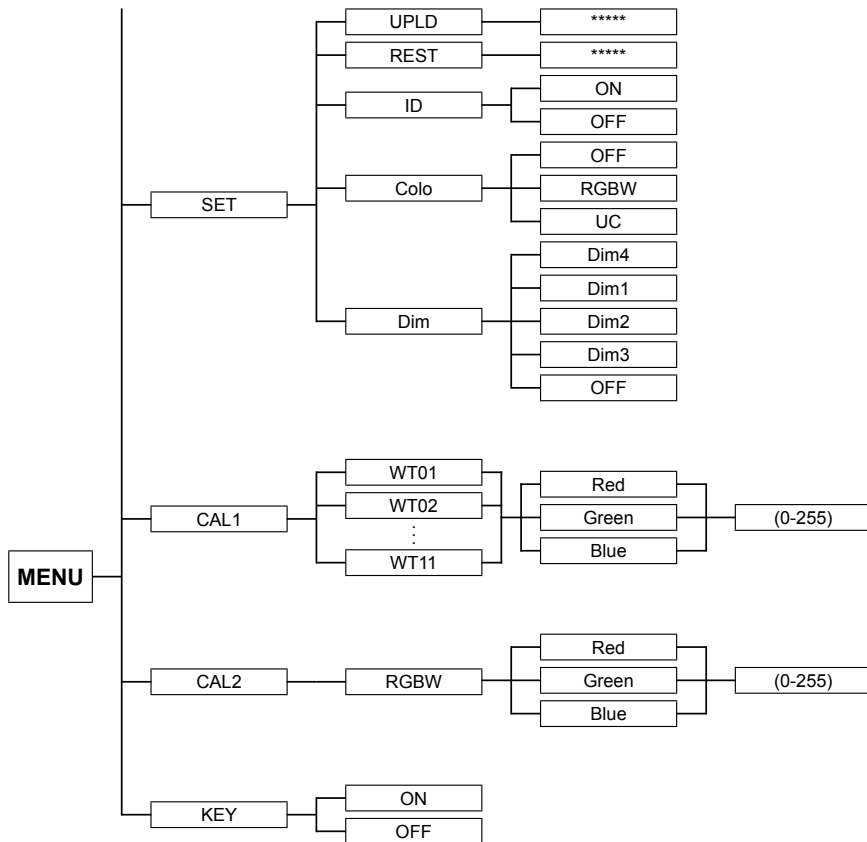 UPLD *****
REST *****
ID ON
OFF
Colo OFF
SET RGBW
UC
Dim Dim4
Dim1
Dim2
Dim3
OFF
CAL1 WT01 Red
WT02 Green (0-255)
⋮ Blue
WT11
MENU
CAL2 RGBW Red
Green (0-255)
Blue
KEY ON
OFF